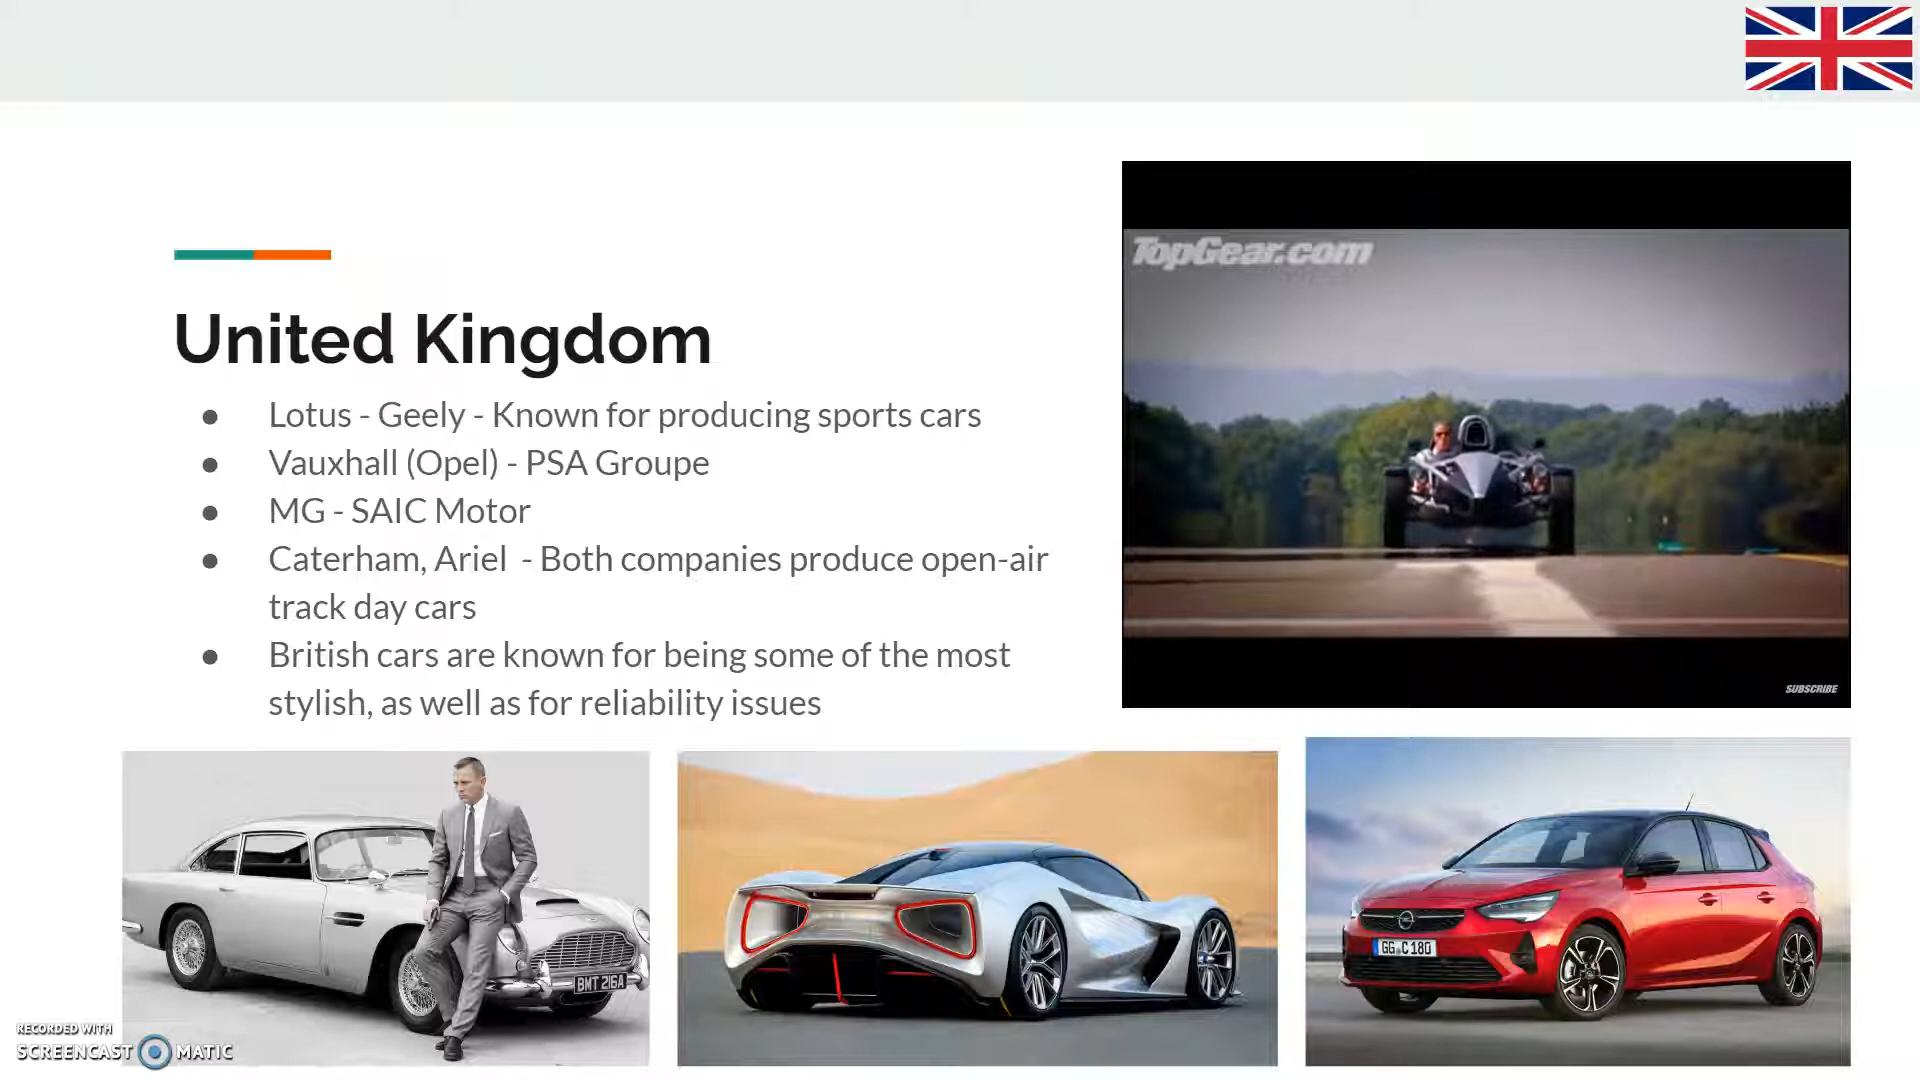 TopGear.com
United Kingdom
● Lotus - Geely - Known for producing sports cars
● Vauxhall (Opel) - PSA Groupe
● MG - SAIC Motor
● Caterham, Ariel  - Both companies produce open-air
track day cars
● British cars are known for being some of the most
stylish, as well as for reliability issues
SUBSCRIBE
BMT 216A
GG C 180
RECORDED WITH
SCREENCAST MATIC